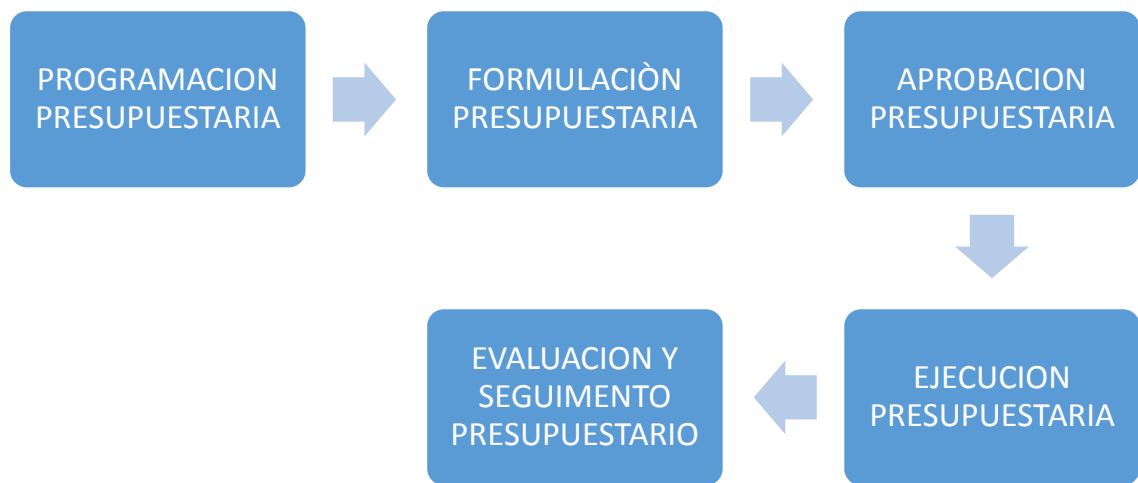 PROGRAMACION
PRESUPUESTARIA
FORMULACIÒN
PRESUPUESTARIA
APROBACION
PRESUPUESTARIA
EJECUCION
PRESUPUESTARIA
EVALUACION Y
SEGUIMENTO
PRESUPUESTARIO